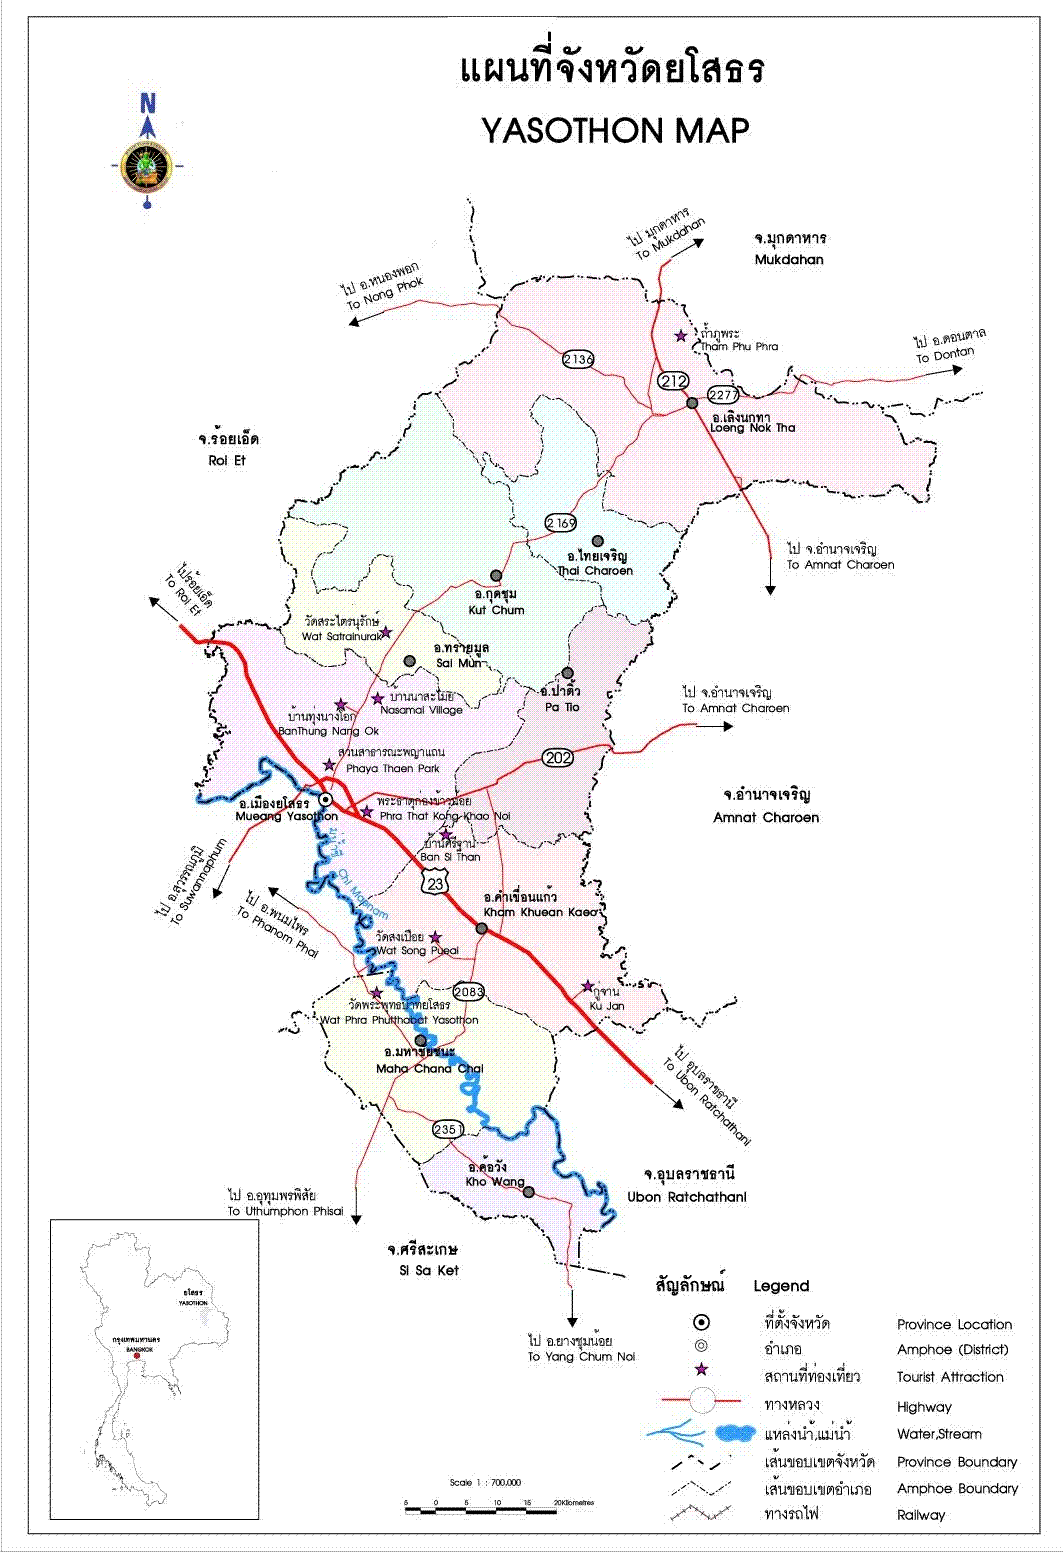 แผนที่จังหวัดยโสธร
YASOTHON MAP
N
ไป มุกดาหาร
To Mukdahan
จ.มุกดาหาร
Mukdahan
ไป อ.หนองพอก
To Nong Phok
ถ้ำภูพระ
Tham Phu Phra
ไป อ.ดอนตาล
To Dontan
2136
212
2277
อ.เลิงนกทา
Loeng Nok Tha
จ.ร้อยเอ็ด
Roi Et
2169
อ.ไทยเจริญ
Thai Charoen
ไป จ.อำนาจเจริญ
To Amnat Charoen
ไปร้อยเอ็ด
To Roi Et
อ.กุดชุม
Kut Chum
วัดสระไตรนุรักษ์
Wat Satrainurak
อ.ทรายมูล
Sai Mun
อ.ป่าติ้ว
Pa Tio
บ้านนาสะไมย์
Nasamai Village
บ้านทุ่งนางโอก
BanThung Nang Ok
ไป จ.อำนาจเจริญ
To Amnat Charoen
สวนสาธารณะพญาแถน
Phaya Thaen Park
202
อ.เมืองยโสธร
Mueang Yasothon
พระธาตุก่องข้าวน้อย
Phra That Kong Khao Noi
จ.อำนาจเจริญ
Amnat Charoen
บ้านศรีฐาน
Ban Si Than
ไป อ.สุวรรณภูมิ
To Suwannaphum
Chi Mapnam
23
ไป อ.พนมไพร
To Phanom Phai
อ.คำเขื่อนแก้ว
Kham Khuean Kaeo
วัดสงเปือย
Wat Song Pueai
2083
กู่จาน
Ku Jan
วัดพระพุทธบาทยโสธร
Wat Phra Phutthabat Yasothon
อ.มหาชัยชนะ
Maha Chana Chai
ไป อุบลราชธานี
To Ubon Ratchathani
2351
อ.ค้อวัง
Kho Wang
จ.อุบลราชธานี
Ubon Ratchathani
ไป อ.อุทุมพรพิสัย
To Uthumphon Phisai
จ.ศรีสะเกษ
Si Sa Ket
ไป อ.ยางชุมน้อย
To Yang Chum Noi
ยโสธร
YASOTHON
กรุงเทพมหานคร
BANGKOK
สัญลักษณ์ Legend
ที่ตั้งจังหวัด Province Location
อำเภอ Amphoe (District)
สถานที่ท่องเที่ยว Tourist Attraction
ทางหลวง Highway
แหล่งน้ำ,แม่น้ำ Water,Stream
เส้นขอบเขตจังหวัด Province Boundary
เส้นขอบเขตอำเภอ Amphoe Boundary
ทางรถไฟ Railway
Scale 1 : 700,000
5 0 5 10 15 20Kilometres